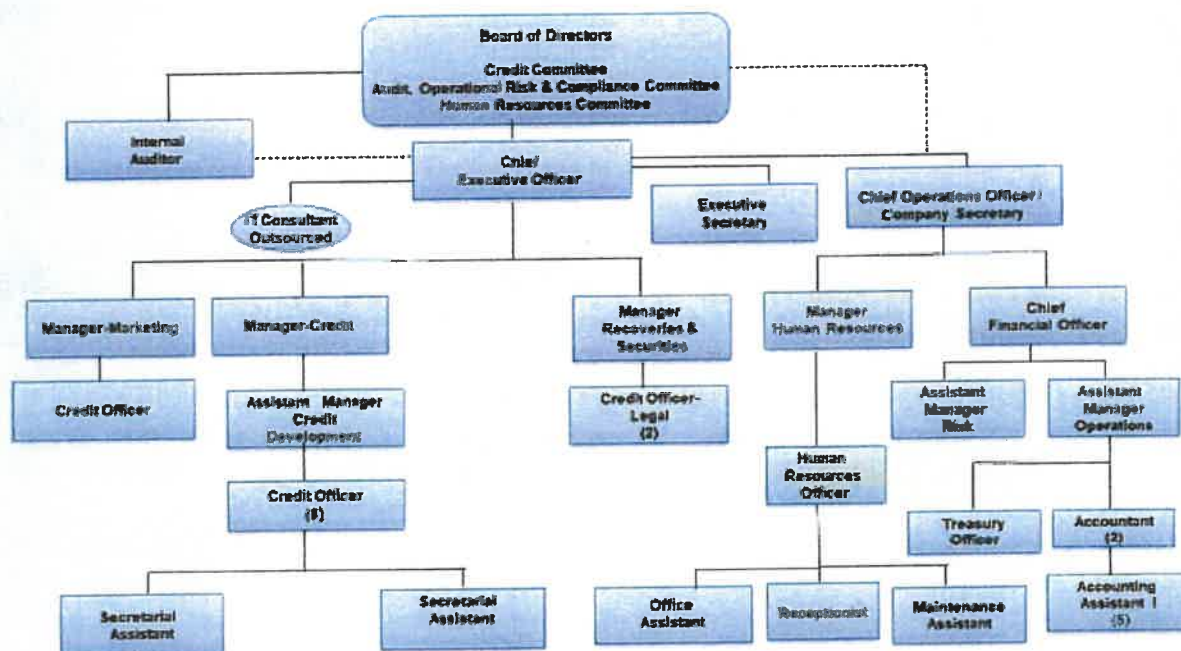 Board of Directors
Credit Committee
Audit, Operational Risk & Compliance Committee
Human Resources Committee
Internal
Auditor
Chief
Executive Officer
IT Consultant
Outsourced
Executive
Secretary
Chief Operations Officer/
Company Secretary
Manager-Marketing
Manager-Credit
Manager
Recoveries &
Securities
Manager
Human Resources
Chief
Financial Officer
Credit Officer
Assistant Manager
Credit
Development
Credit Officer-
Legal
(2)
Assistant
Manager
Risk
Assistant
Manager
Operations
Human
Resources
Officer
Credit Officer
Treasury
Officer
Accountant
(2)
Secretarial
Assistant
Secretarial
Assistant
Office
Assistant
Receptionist
Maintenance
Assistant
Accounting
Assistant I
(5)